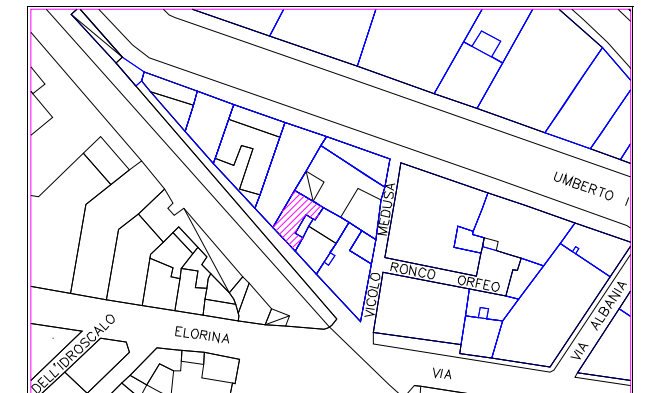 UMBERTO I
MEDUSA
VICOLO
RONCO ORFEO
VIA ALBANIA
ELORINA
DELL'IDROSCALO
VIA